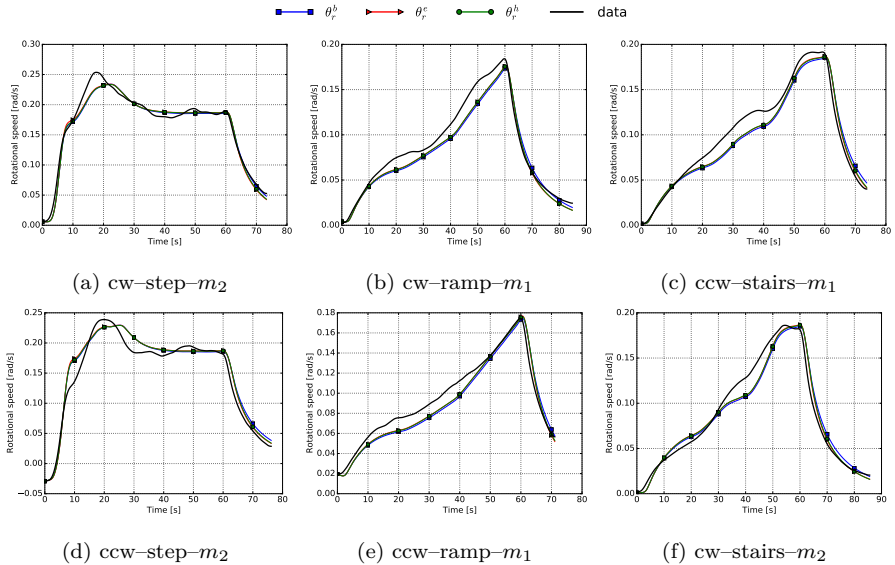 θ_r^b θ_r^e θ_r^h data
Rotational speed [rad/s]
0.30
0.25
0.20
0.15
0.10
0.05
0.00
0 10 20 30 40 50 60 70 80
Time [s]
(a) cw–step–m₂
Rotational speed [rad/s]
0.20
0.15
0.10
0.05
0.00
0 10 20 30 40 50 60 70 80 90
Time [s]
(b) cw–ramp–m₁
Rotational speed [rad/s]
0.20
0.15
0.10
0.05
0.00
0 10 20 30 40 50 60 70 80
Time [s]
(c) ccw–stairs–m₁
Rotational speed [rad/s]
0.25
0.20
0.15
0.10
0.05
0.00
−0.05
0 10 20 30 40 50 60 70 80
Time [s]
(d) ccw–step–m₂
Rotational speed [rad/s]
0.18
0.16
0.14
0.12
0.10
0.08
0.06
0.04
0.02
0.00
0 10 20 30 40 50 60 70 80
Time [s]
(e) ccw–ramp–m₁
Rotational speed [rad/s]
0.20
0.15
0.10
0.05
0.00
0 10 20 30 40 50 60 70 80 90
Time [s]
(f) cw–stairs–m₂